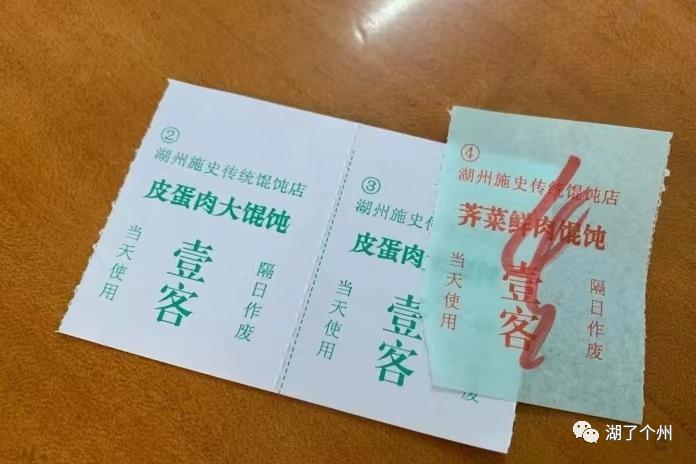 ②
湖州施史传统馄饨店
皮蛋肉大馄饨
当天使用
壹客
隔日作废
③
湖州施史传统
皮蛋肉
当天使用
壹客
④
湖州施史传统馄饨店
荠菜鲜肉馄饨
当天使用
壹客
隔日作废
湖了个州